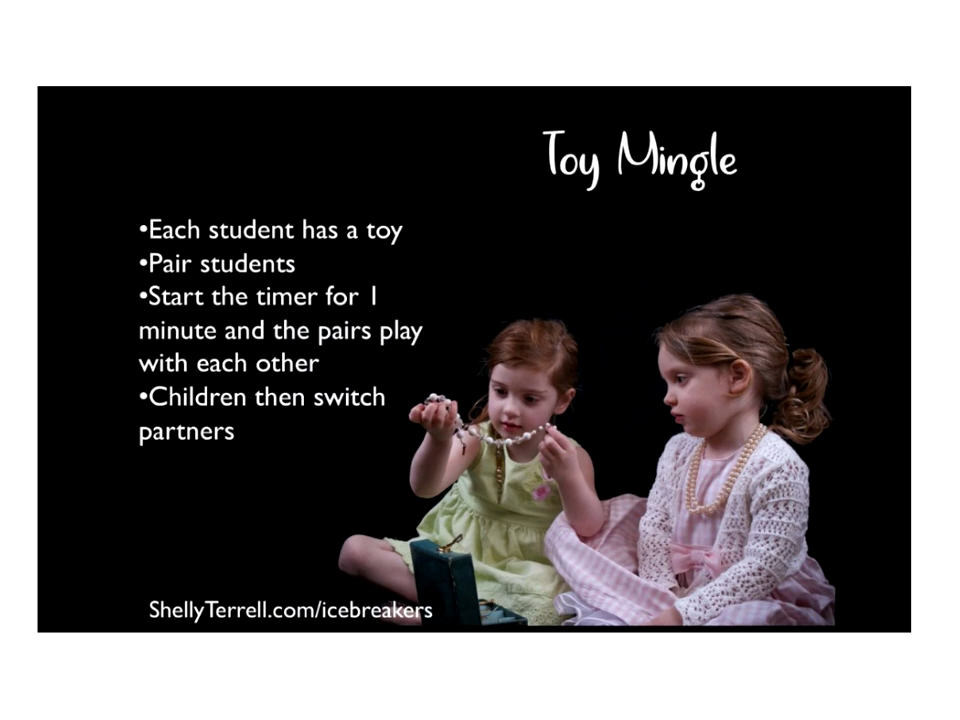 Toy Mingle
•Each student has a toy
•Pair students
•Start the timer for 1
minute and the pairs play
with each other
•Children then switch
partners
ShellyTerrell.com/icebreakers